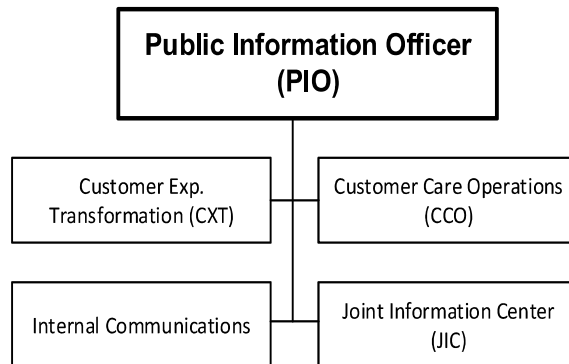 Public Information Officer
(PIO)
Customer Exp.
Transformation (CXT)
Customer Care Operations
(CCO)
Internal Communications
Joint Information Center
(JIC)